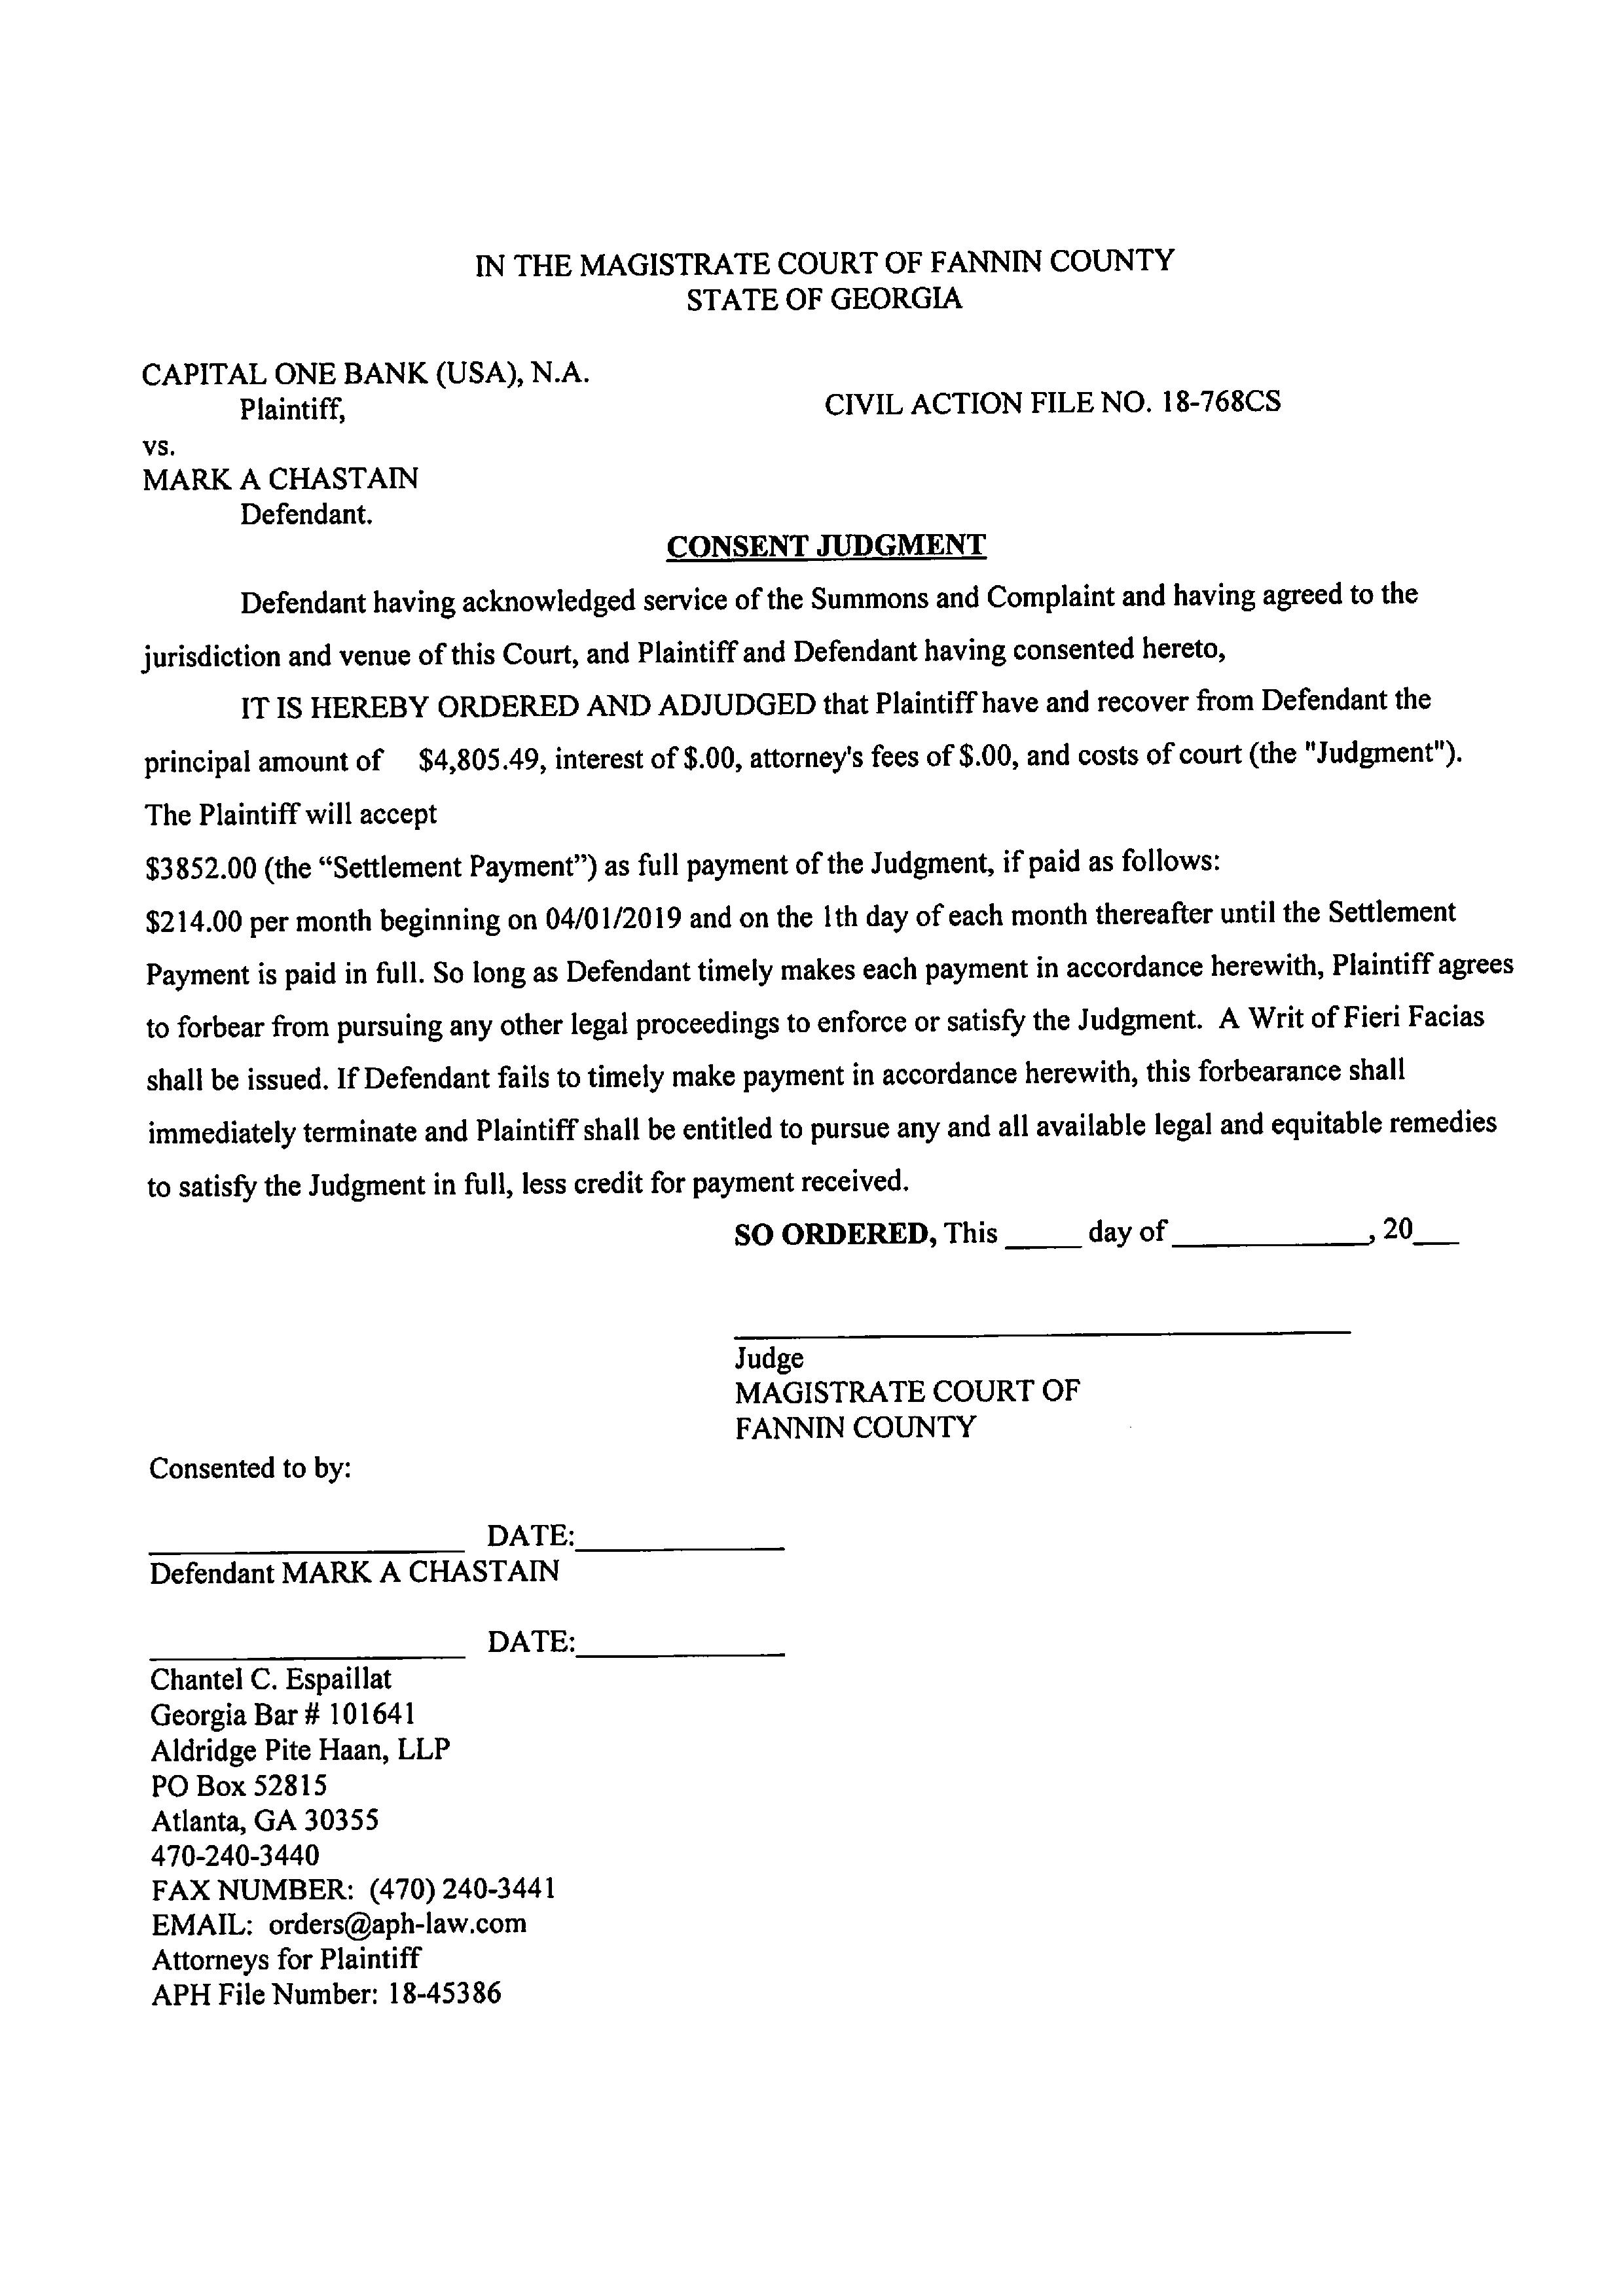 IN THE MAGISTRATE COURT OF FANNIN COUNTY
STATE OF GEORGIA
CAPITAL ONE BANK (USA), N.A.
Plaintiff,
CIVIL ACTION FILE NO. 18-768CS
vs.
MARK A CHASTAIN
Defendant.
CONSENT JUDGMENT
Defendant having acknowledged service of the Summons and Complaint and having agreed to the
jurisdiction and venue of this Court, and Plaintiff and Defendant having consented hereto,
IT IS HEREBY ORDERED AND ADJUDGED that Plaintiff have and recover from Defendant the
principal amount of $4,805.49, interest of $.00, attorney's fees of $.00, and costs of court (the "Judgment").
The Plaintiff will accept
$3852.00 (the “Settlement Payment”) as full payment of the Judgment, if paid as follows:
$214.00 per month beginning on 04/01/2019 and on the 1th day of each month thereafter until the Settlement
Payment is paid in full. So long as Defendant timely makes each payment in accordance herewith, Plaintiff agrees
to forbear from pursuing any other legal proceedings to enforce or satisfy the Judgment. A Writ of Fieri Facias
shall be issued. If Defendant fails to timely make payment in accordance herewith, this forbearance shall
immediately terminate and Plaintiff shall be entitled to pursue any and all available legal and equitable remedies
to satisfy the Judgment in full, less credit for payment received.
SO ORDERED, This _____ day of _____________, 20___
Judge
MAGISTRATE COURT OF
FANNIN COUNTY
Consented to by:
_____________________ DATE:______________
Defendant MARK A CHASTAIN
_____________________ DATE:______________
Chantel C. Espaillat
Georgia Bar # 101641
Aldridge Pite Haan, LLP
PO Box 52815
Atlanta, GA 30355
470-240-3440
FAX NUMBER: (470) 240-3441
EMAIL: orders@aph-law.com
Attorneys for Plaintiff
APH File Number: 18-45386